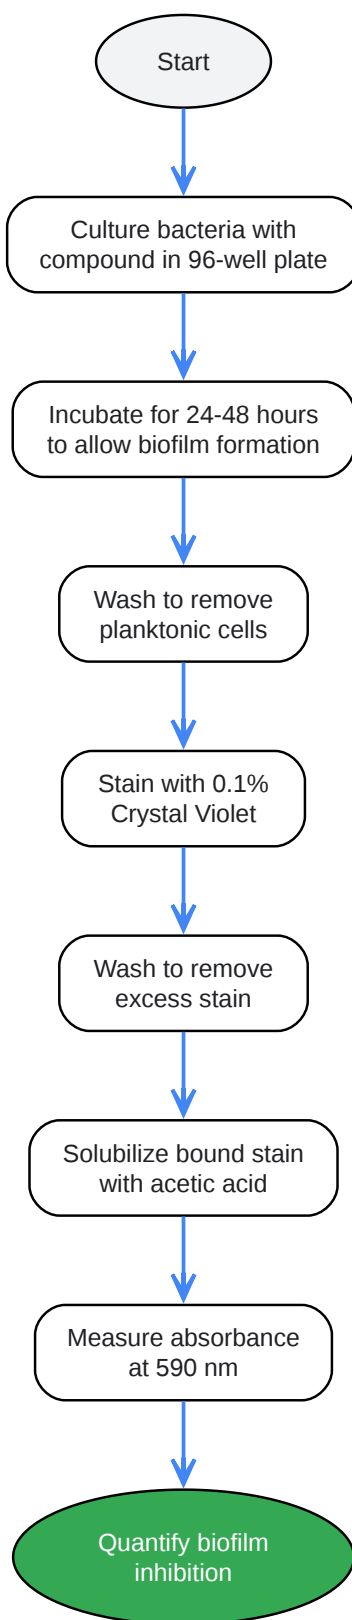 Start
Culture bacteria with
compound in 96-well plate
Incubate for 24-48 hours
to allow biofilm formation
Wash to remove
planktonic cells
Stain with 0.1%
Crystal Violet
Wash to remove
excess stain
Solubilize bound stain
with acetic acid
Measure absorbance
at 590 nm
Quantify biofilm
inhibition